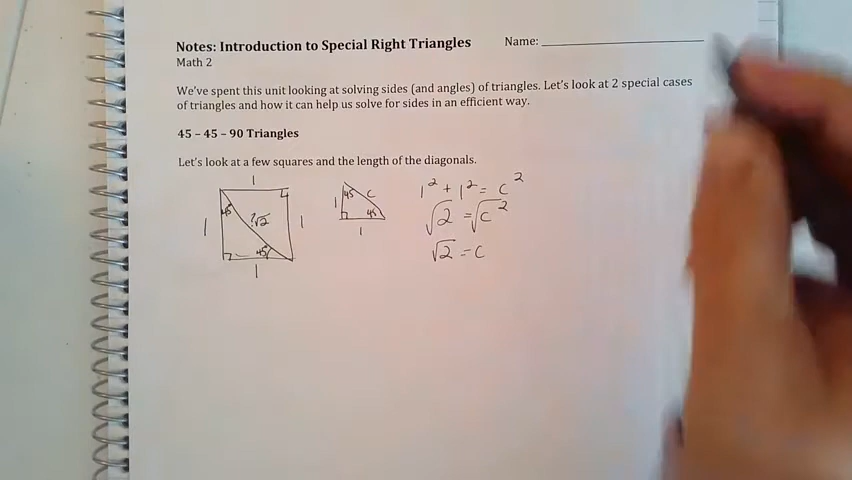 Notes: Introduction to Special Right Triangles Name: ____________
Math 2
We've spent this unit looking at solving sides (and angles) of triangles. Let's look at 2 special cases
of triangles and how it can help us solve for sides in an efficient way.
45 – 45 – 90 Triangles
Let's look at a few squares and the length of the diagonals.
1
45
1
?√2
1
45
1
45
c
1
45
1
1² + 1² = c²
√2 = √c²
√2 = c